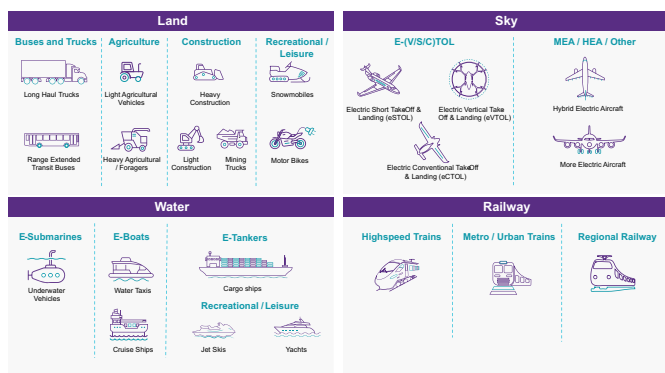 Land
Buses and Trucks
Long Haul Trucks
Range Extended
Transit Buses
Agriculture
Light Agricultural
Vehicles
Heavy Agricultural
/ Foragers
Construction
Heavy
Construction
Light
Construction
Mining
Trucks
Recreational /
Leisure
Snowmobiles
Motor Bikes
Sky
E-(V/S/C)TOL
Electric Short TakeOff &
Landing (eSTOL)
Electric Vertical Take
Off & Landing (eVTOL)
Electric Conventional TakeOff
& Landing (eCTOL)
MEA / HEA / Other
Hybrid Electric Aircraft
More Electric Aircraft
Water
E-Submarines
Underwater
Vehicles
E-Boats
Water Taxis
Cruise Ships
E-Tankers
Cargo ships
Recreational / Leisure
Jet Skis
Yachts
Railway
Highspeed Trains
Metro / Urban Trains
Regional Railway